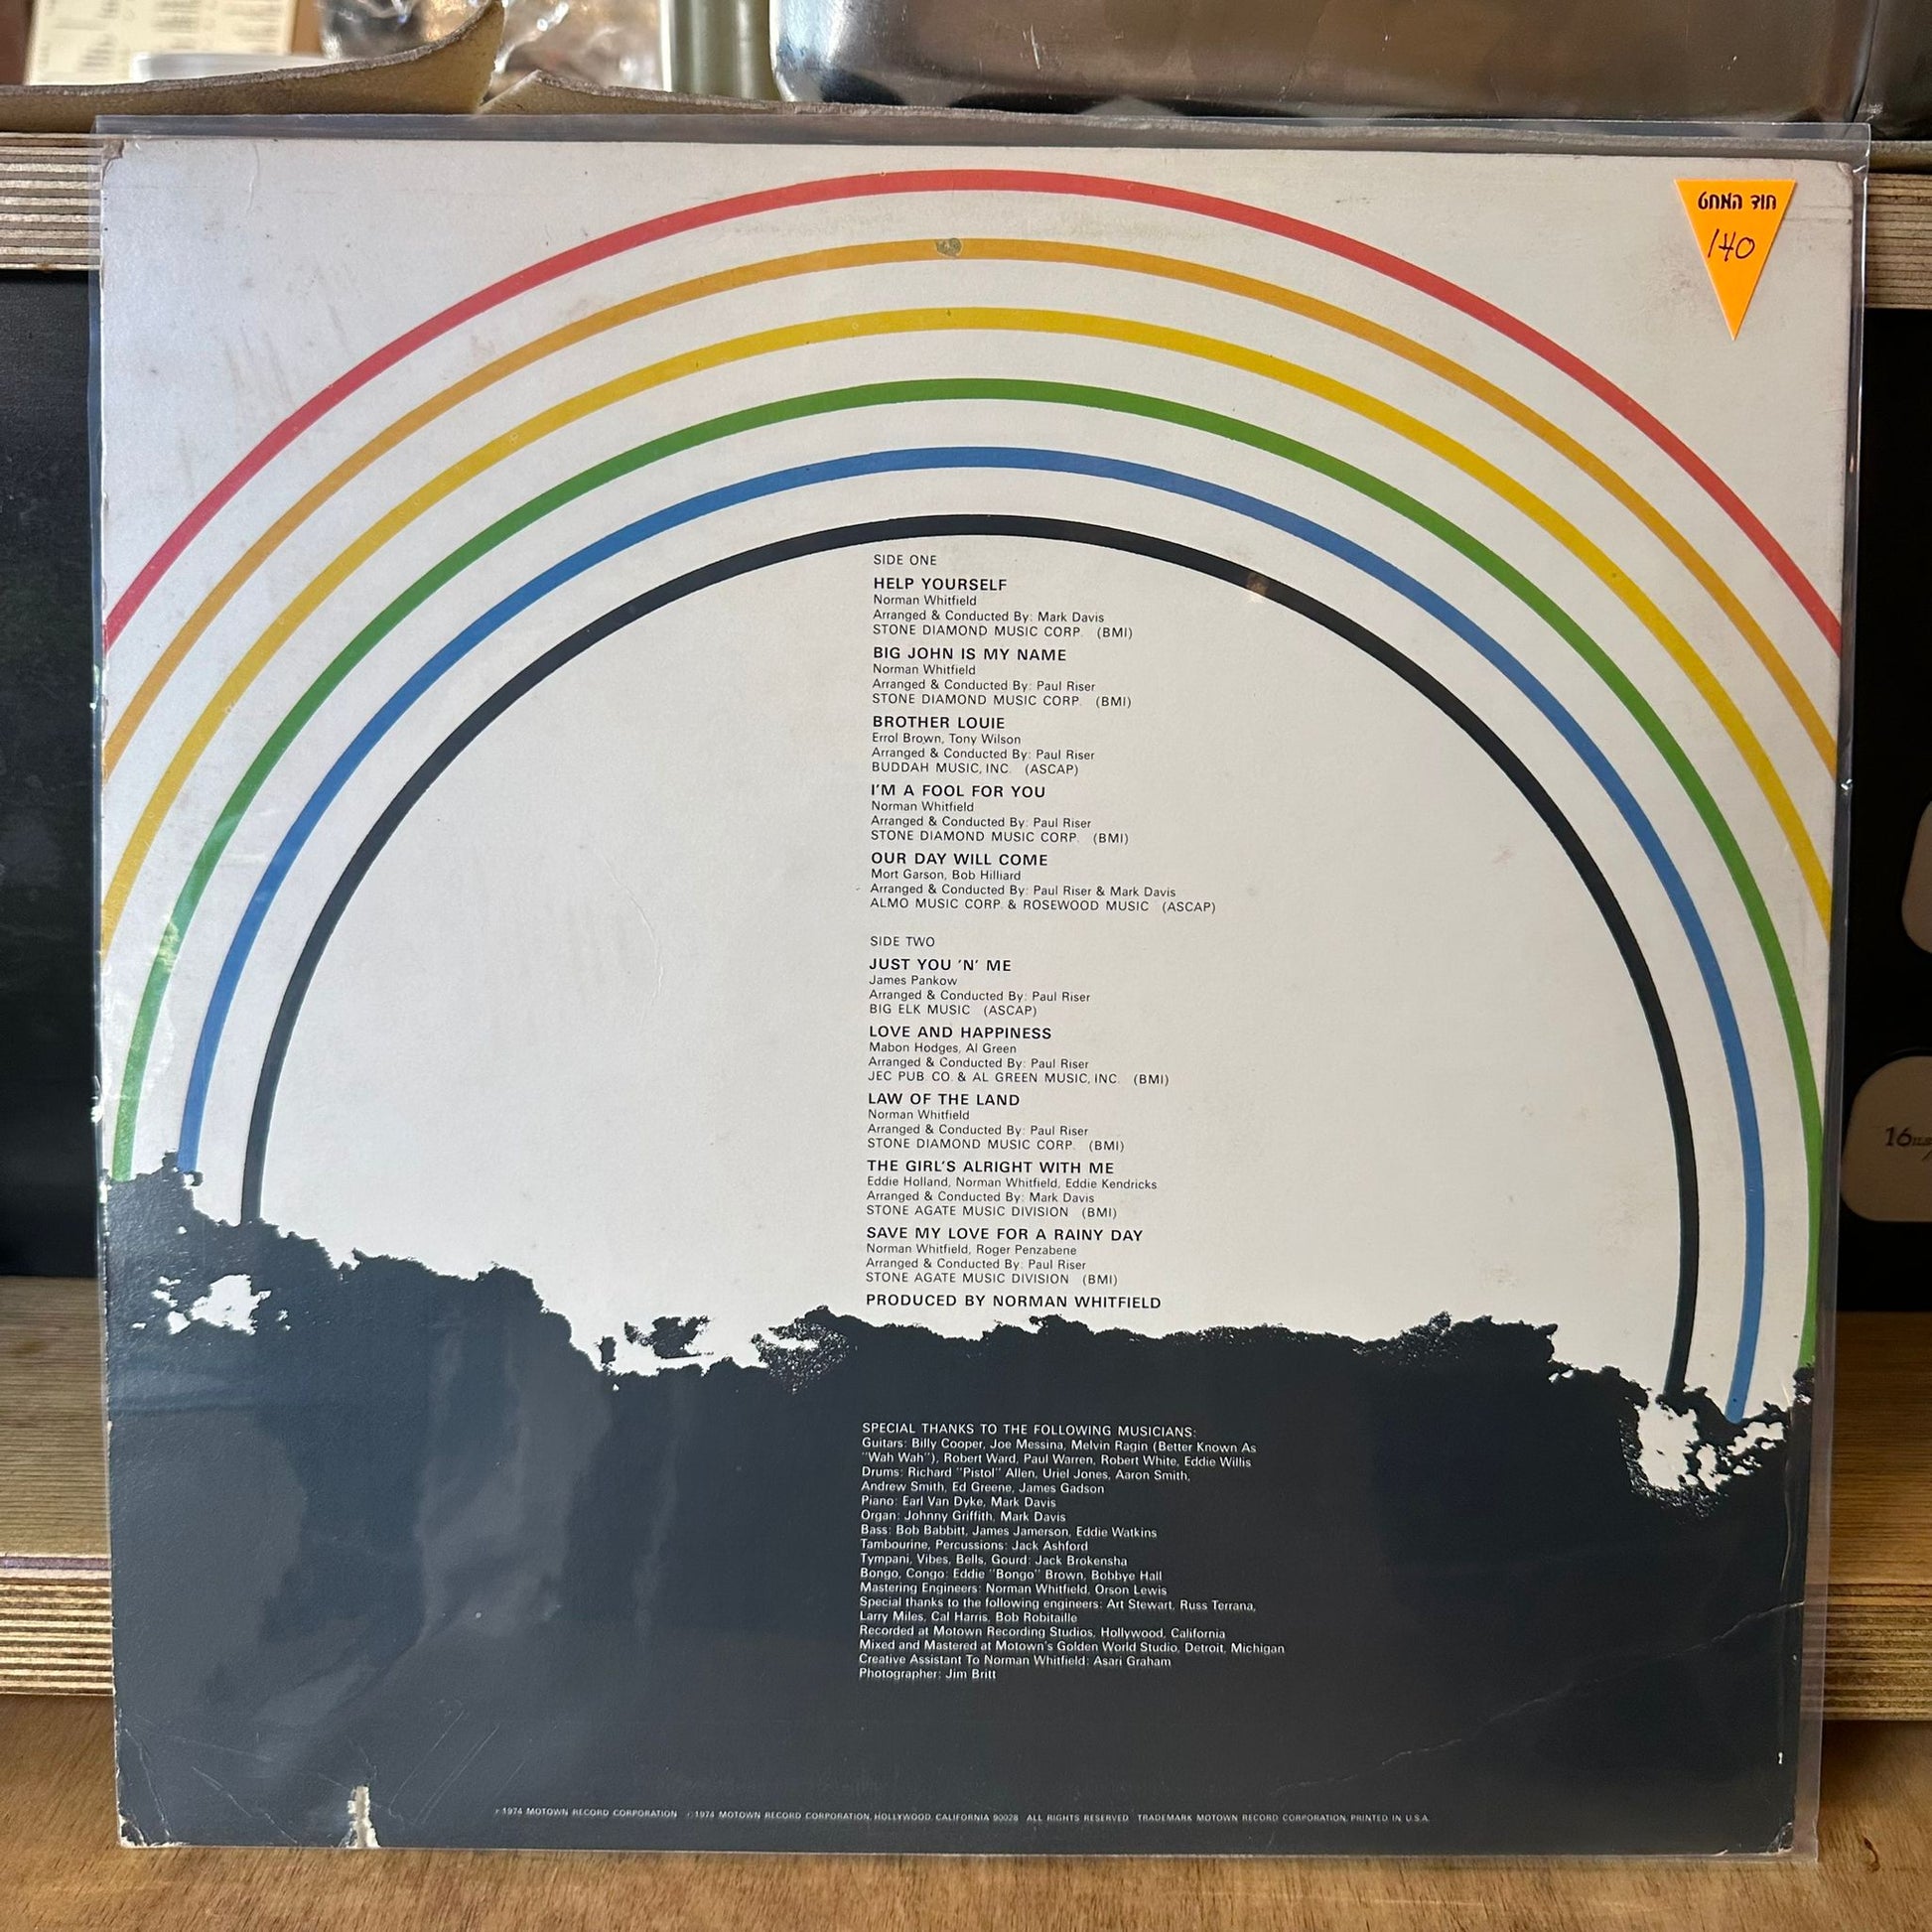 חוד המחט
140
SIDE ONE
HELP YOURSELF
Norman Whitfield
Arranged & Conducted By: Mark Davis
STONE DIAMOND MUSIC CORP. (BMI)
BIG JOHN IS MY NAME
Norman Whitfield
Arranged & Conducted By: Paul Riser
STONE DIAMOND MUSIC CORP. (BMI)
BROTHER LOUIE
Errol Brown, Tony Wilson
Arranged & Conducted By: Paul Riser
BUDDAH MUSIC, INC. (ASCAP)
I'M A FOOL FOR YOU
Norman Whitfield
Arranged & Conducted By: Paul Riser
STONE DIAMOND MUSIC CORP. (BMI)
OUR DAY WILL COME
Mort Garson, Bob Hilliard
Arranged & Conducted By: Paul Riser & Mark Davis
ALMO MUSIC CORP. & ROSEWOOD MUSIC (ASCAP)
SIDE TWO
JUST YOU 'N' ME
James Pankow
Arranged & Conducted By: Paul Riser
BIG ELK MUSIC (ASCAP)
LOVE AND HAPPINESS
Mabon Hodges, Al Green
Arranged & Conducted By: Paul Riser
JEC PUB. CO. & AL GREEN MUSIC, INC. (BMI)
LAW OF THE LAND
Norman Whitfield
Arranged & Conducted By: Paul Riser
STONE DIAMOND MUSIC CORP. (BMI)
THE GIRL'S ALRIGHT WITH ME
Eddie Holland, Norman Whitfield, Eddie Kendricks
Arranged & Conducted By: Mark Davis
STONE AGATE MUSIC DIVISION (BMI)
SAVE MY LOVE FOR A RAINY DAY
Norman Whitfield, Roger Penzabene
Arranged & Conducted By: Paul Riser
STONE AGATE MUSIC DIVISION (BMI)
PRODUCED BY NORMAN WHITFIELD
SPECIAL THANKS TO THE FOLLOWING MUSICIANS:
Guitars: Billy Cooper, Joe Messina, Melvin Ragin (Better Known As
"Wah Wah"), Robert Ward, Paul Warren, Robert White, Eddie Willis
Drums: Richard "Pistol" Allen, Uriel Jones, Aaron Smith,
Andrew Smith, Ed Greene, James Gadson
Piano: Earl Van Dyke, Mark Davis
Organ: Johnny Griffith, Mark Davis
Bass: Bob Babbitt, James Jamerson, Eddie Watkins
Tambourine, Percussions: Jack Ashford
Tympani, Vibes, Bells, Gourd: Jack Brokensha
Bongo, Congo: Eddie "Bongo" Brown, Bobbye Hall
Mastering Engineers: Norman Whitfield, Orson Lewis
Special thanks to the following engineers: Art Stewart, Russ Terrana,
Larry Miles, Cal Harris, Bob Robitaille
Recorded at Motown Recording Studios, Hollywood, California
Mixed and Mastered at Motown's Golden World Studio, Detroit, Michigan
Creative Assistant To Norman Whitfield: Asari Graham
Photographer: Jim Britt
℗ 1974 MOTOWN RECORD CORPORATION © 1974 MOTOWN RECORD CORPORATION, HOLLYWOOD, CALIFORNIA 90028 ALL RIGHTS RESERVED TRADEMARK MOTOWN RECORD CORPORATION, PRINTED IN U.S.A.
16